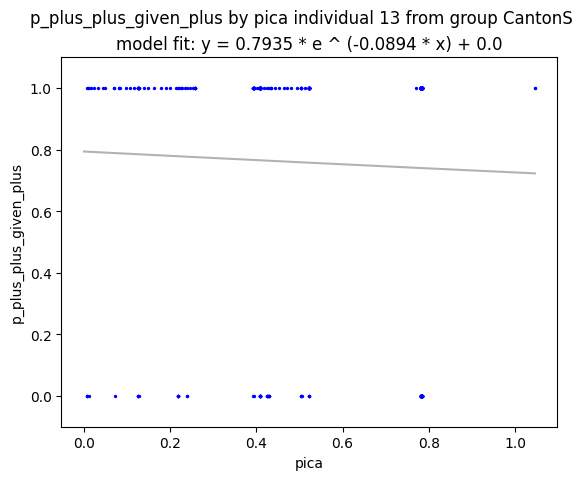 p_plus_plus_given_plus by pica individual 13 from group CantonS
model fit: y = 0.7935 * e ^ (-0.0894 * x) + 0.0
1.0
0.8
0.6
0.4
0.2
0.0
p_plus_plus_given_plus
0.0 0.2 0.4 0.6 0.8 1.0
pica